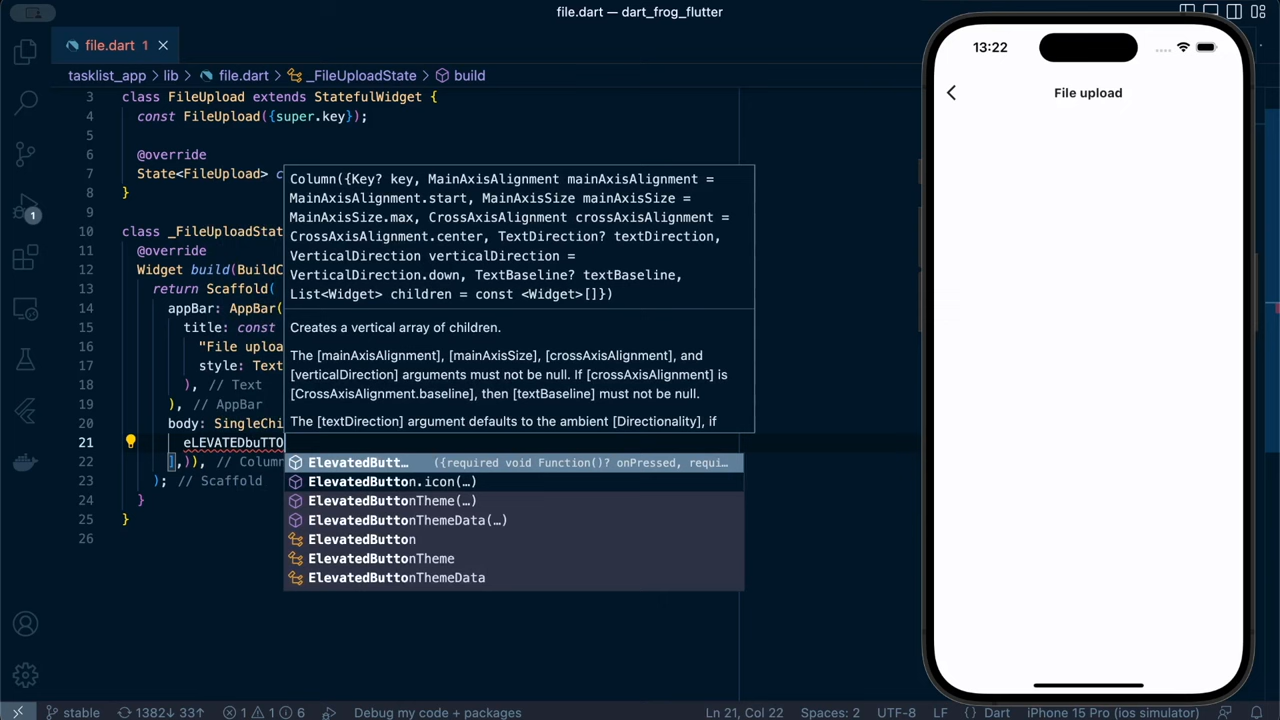 file.dart — dart_frog_flutter
file.dart 1
tasklist_app > lib > file.dart > _FileUploadState > build
3 class FileUpload extends StatefulWidget {
4 const FileUpload({super.key});
5
6 @override
7 State<FileUpload> c
8 }
9
10 class _FileUploadStat
11 @override
12 Widget build(BuildC
13 return Scaffold(
14 appBar: AppBar(
15 title: const
16 "File uploa
17 style: Text
18 ), // Text
19 ), // AppBar
20 body: SingleChi
21 eLEVATEDbuTTO
22 ],)), // Column
23 ); // Scaffold
24 }
25 }
26
Column({Key? key, MainAxisAlignment mainAxisAlignment =
MainAxisAlignment.start, MainAxisSize mainAxisSize =
MainAxisSize.max, CrossAxisAlignment crossAxisAlignment =
CrossAxisAlignment.center, TextDirection? textDirection,
VerticalDirection verticalDirection =
VerticalDirection.down, TextBaseline? textBaseline,
List<Widget> children = const <Widget>[]})
Creates a vertical array of children.
The [mainAxisAlignment], [mainAxisSize], [crossAxisAlignment], and
[verticalDirection] arguments must not be null. If [crossAxisAlignment] is
[CrossAxisAlignment.baseline], then [textBaseline] must not be null.
The [textDirection] argument defaults to the ambient [Directionality], if
ElevatedButt… ({required void Function()? onPressed, requi…
ElevatedButton.icon(…)
ElevatedButtonTheme(…)
ElevatedButtonThemeData(…)
ElevatedButton
ElevatedButtonTheme
ElevatedButtonThemeData
1
13:22
File upload
stable 1382↓ 33↑ 1 1 6 Debug my code + packages Ln 21, Col 22 Spaces: 2 UTF-8 LF {} Dart iPhone 15 Pro (ios simulator)